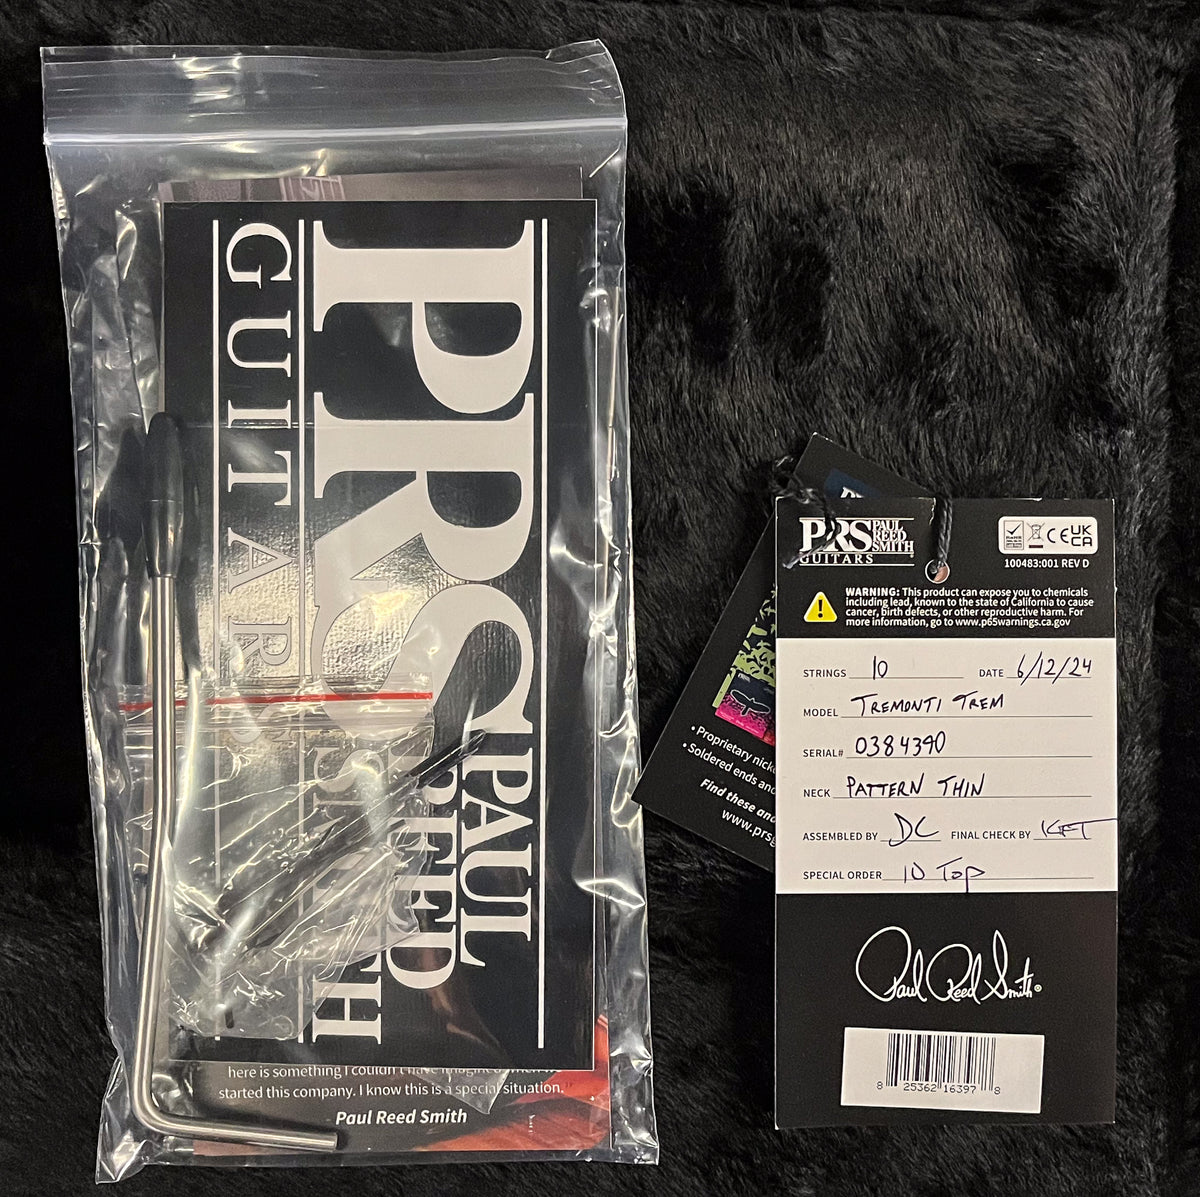 PRS PAUL REED SMITH
GUITARS
here is something I couldn't have
started this company. I know this is a special situation."
- Paul Reed Smith
• Proprietary nick
• Soldered ends and
Find these and
www.prsg
PRS PAUL REED SMITH
GUITARS
CE UK CA
100483:001 REV D
WARNING: This product can expose you to chemicals
including lead, known to the state of California to cause
cancer, birth defects, or other reproductive harm. For
more information, go to www.p65warnings.ca.gov
STRINGS 10 DATE 6/12/24
MODEL TREMONTI TREM
SERIAL# 0384340
NECK PATTERN THIN
ASSEMBLED BY DC FINAL CHECK BY KFT
SPECIAL ORDER 10 TOP
Paul Reed Smith®
8 25362 16397 8